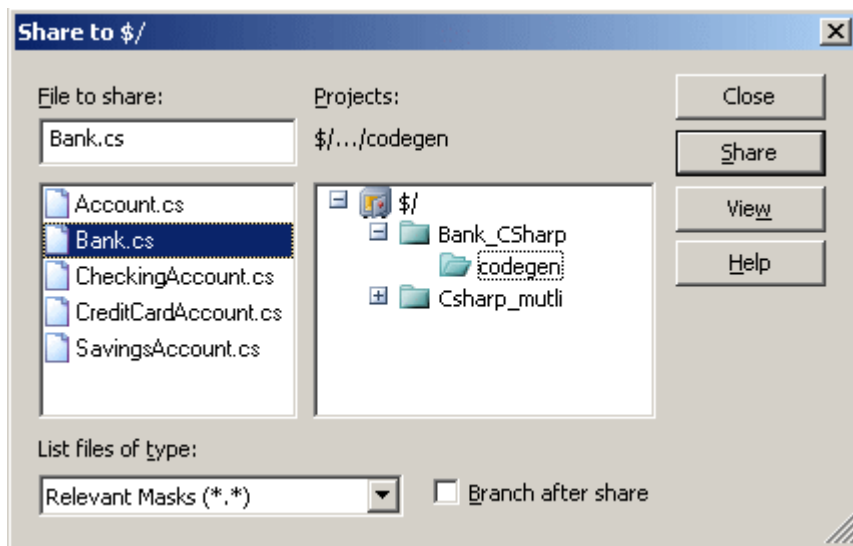 Share to $/
File to share:
Bank.cs
Account.cs
Bank.cs
CheckingAccount.cs
CreditCardAccount.cs
SavingsAccount.cs
Projects:
$/.../codegen
$/
Bank_CSharp
codegen
Csharp_mutli
Close
Share
View
Help
List files of type:
Relevant Masks (*.*)
Branch after share